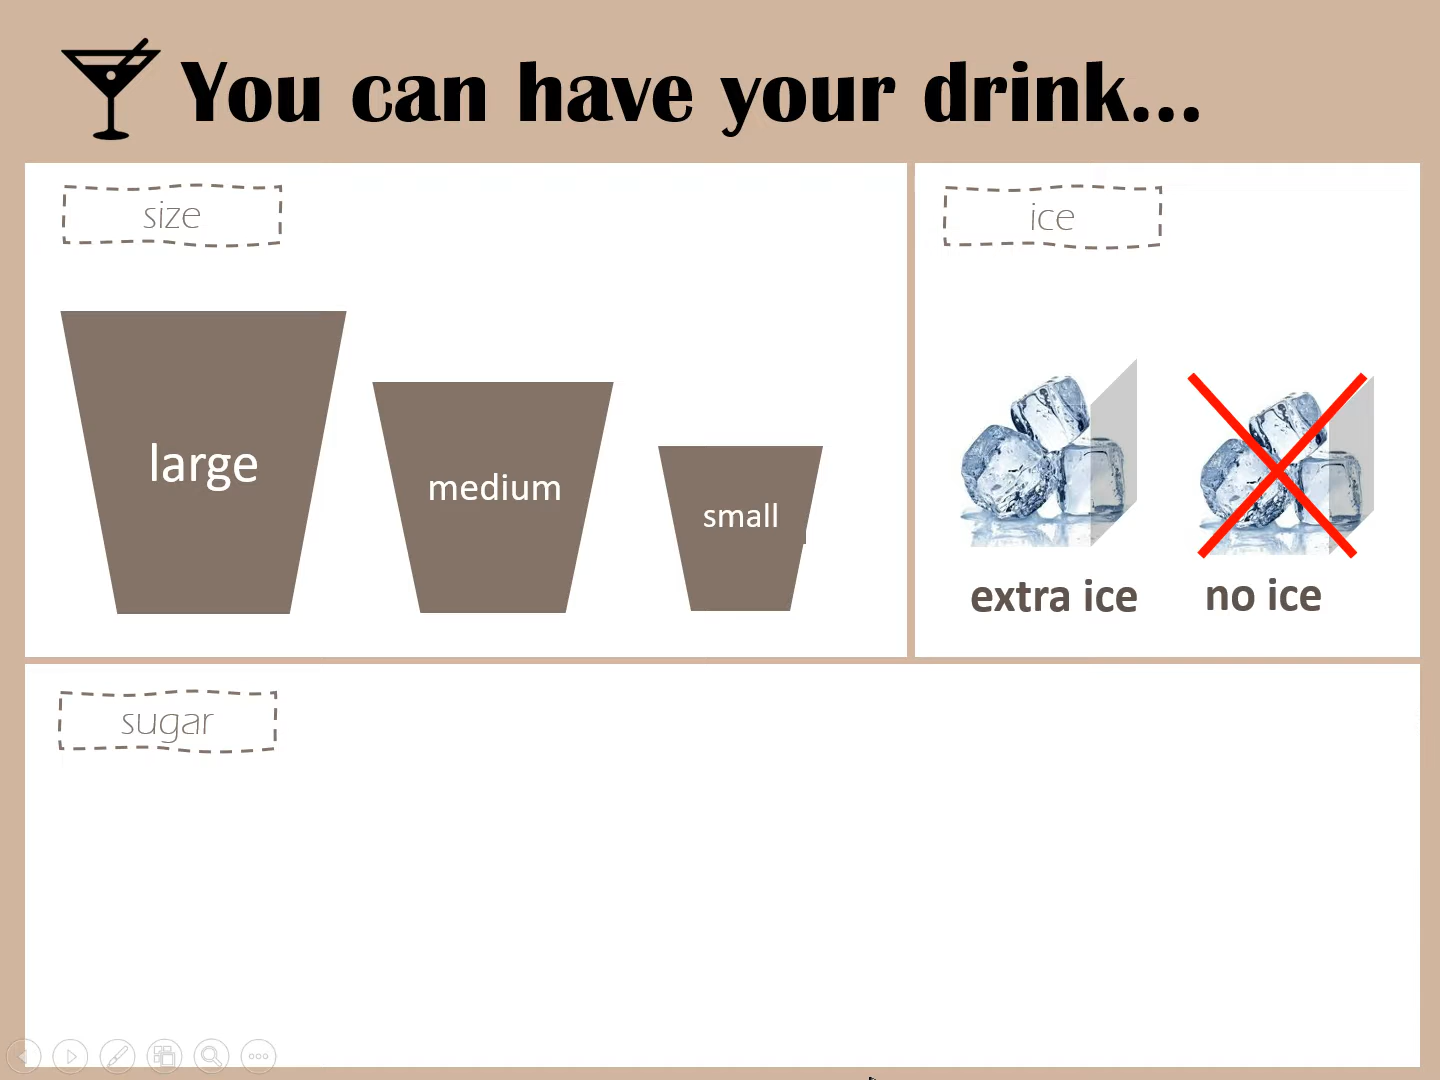 You can have your drink...
size
large
medium
small
ice
extra ice
no ice
sugar